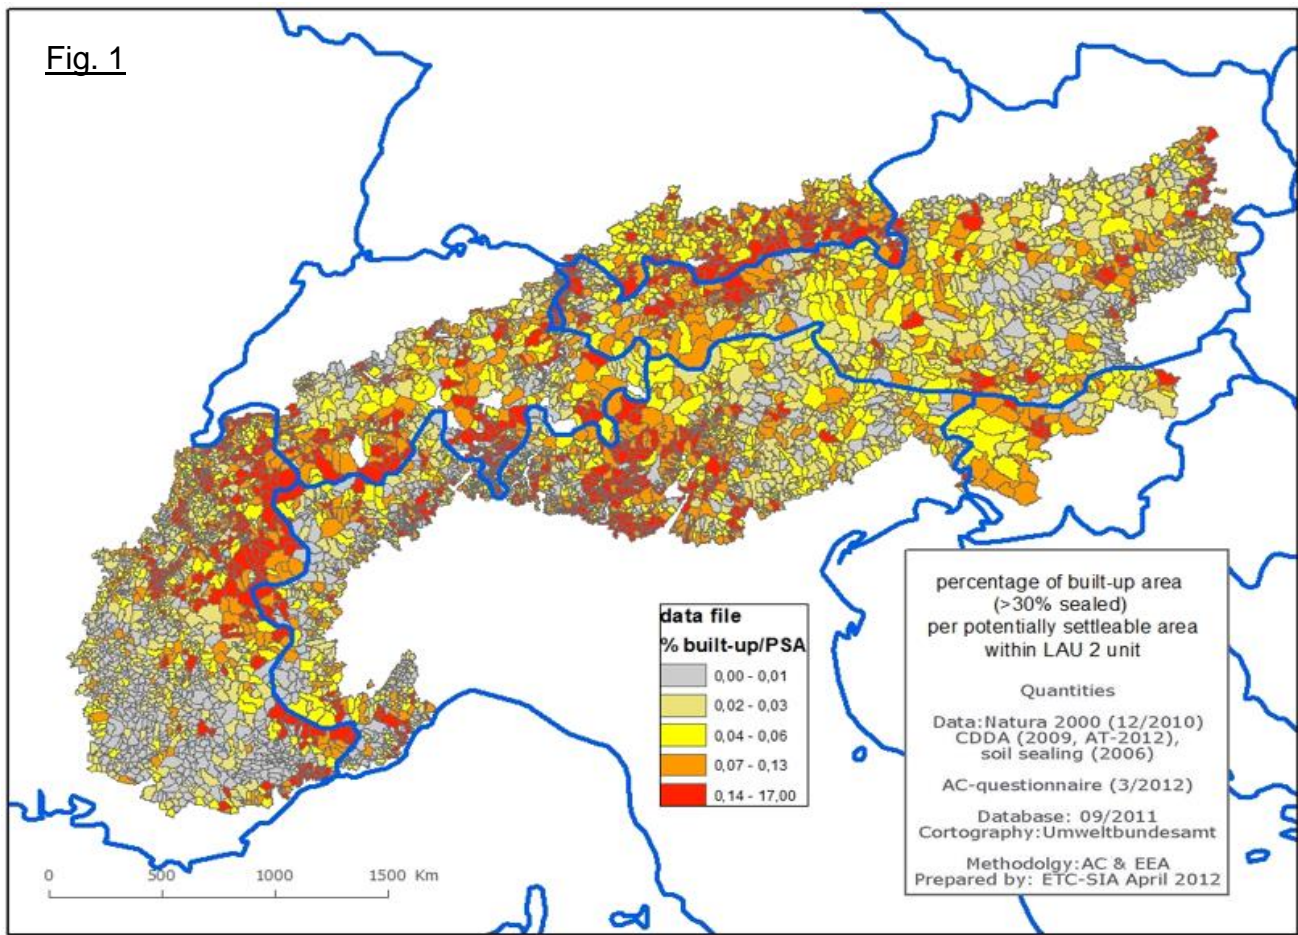 Fig. 1
data file
% built-up/PSA
0,00 - 0,01
0,02 - 0,03
0,04 - 0,06
0,07 - 0,13
0,14 - 17,00
percentage of built-up area
(>30% sealed)
per potentially settleable area
within LAU 2 unit
Quantities
Data:Natura 2000 (12/2010)
CDDA (2009, AT-2012),
soil sealing (2006)
AC-questionnaire (3/2012)
Database: 09/2011
Cortography:Umweltbundesamt
Methodolgy:AC & EEA
Prepared by: ETC-SIA April 2012
0 500 1000 1500 Km